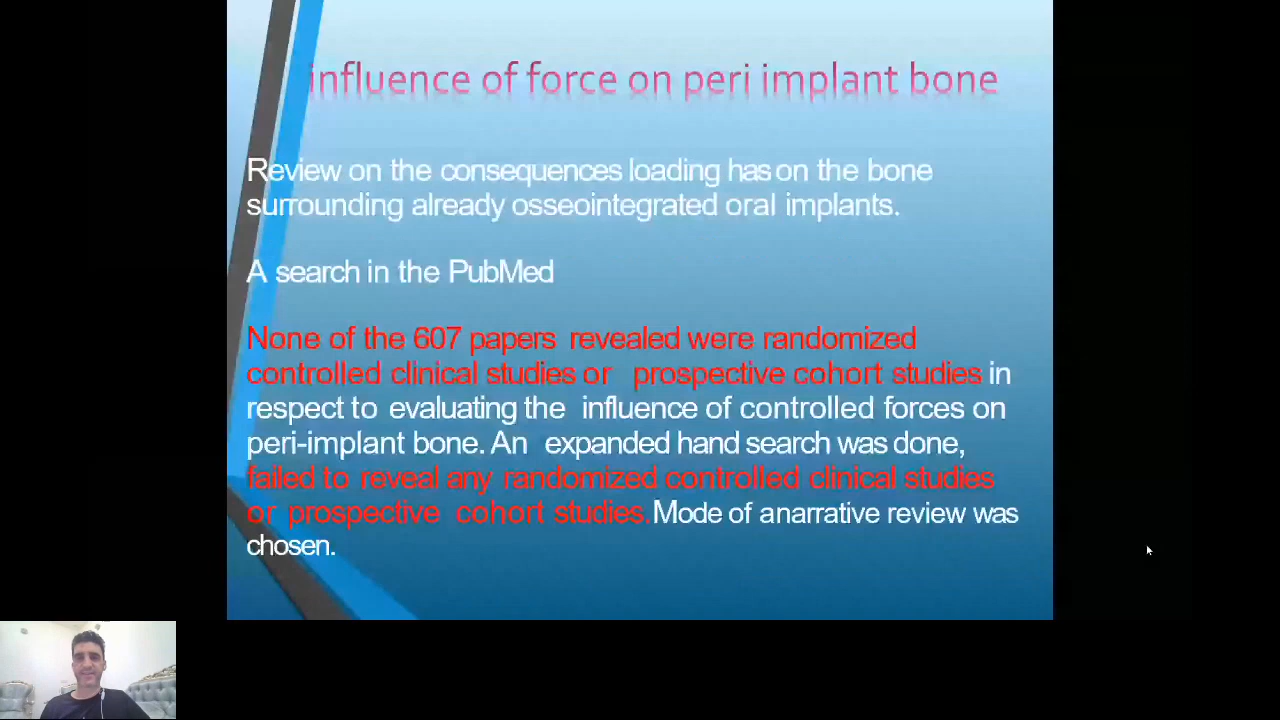 influence of force on peri implant bone
Review on the consequences loading has on the bone
surrounding already osseointegrated oral implants.
A search in the PubMed
None of the 607 papers revealed were randomized
controlled clinical studies or prospective cohort studies in
respect to evaluating the influence of controlled forces on
peri-implant bone. An expanded hand search was done,
failed to reveal any randomized controlled clinical studies
or prospective cohort studies.Mode of anarrative review was
chosen.